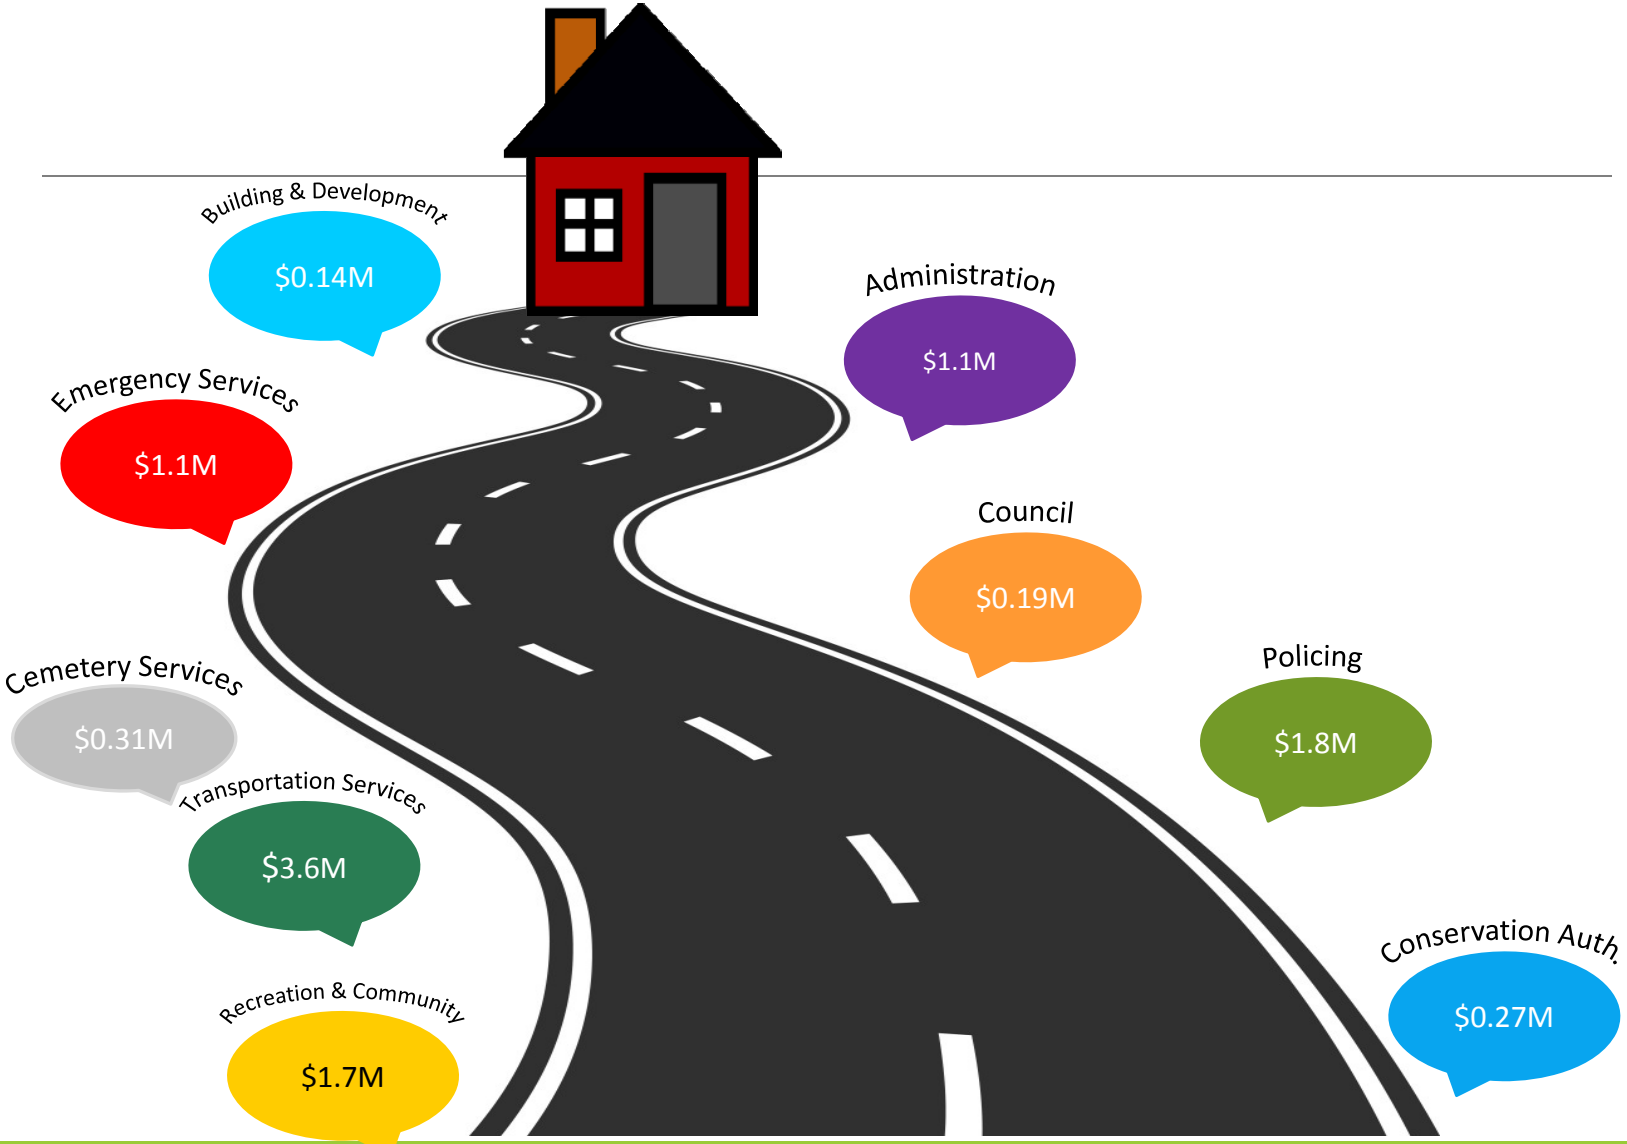 Building & Development
$0.14M
Administration
$1.1M
Emergency Services
$1.1M
Council
$0.19M
Cemetery Services
$0.31M
Policing
$1.8M
Transportation Services
$3.6M
Conservation Auth.
$0.27M
Recreation & Community
$1.7M